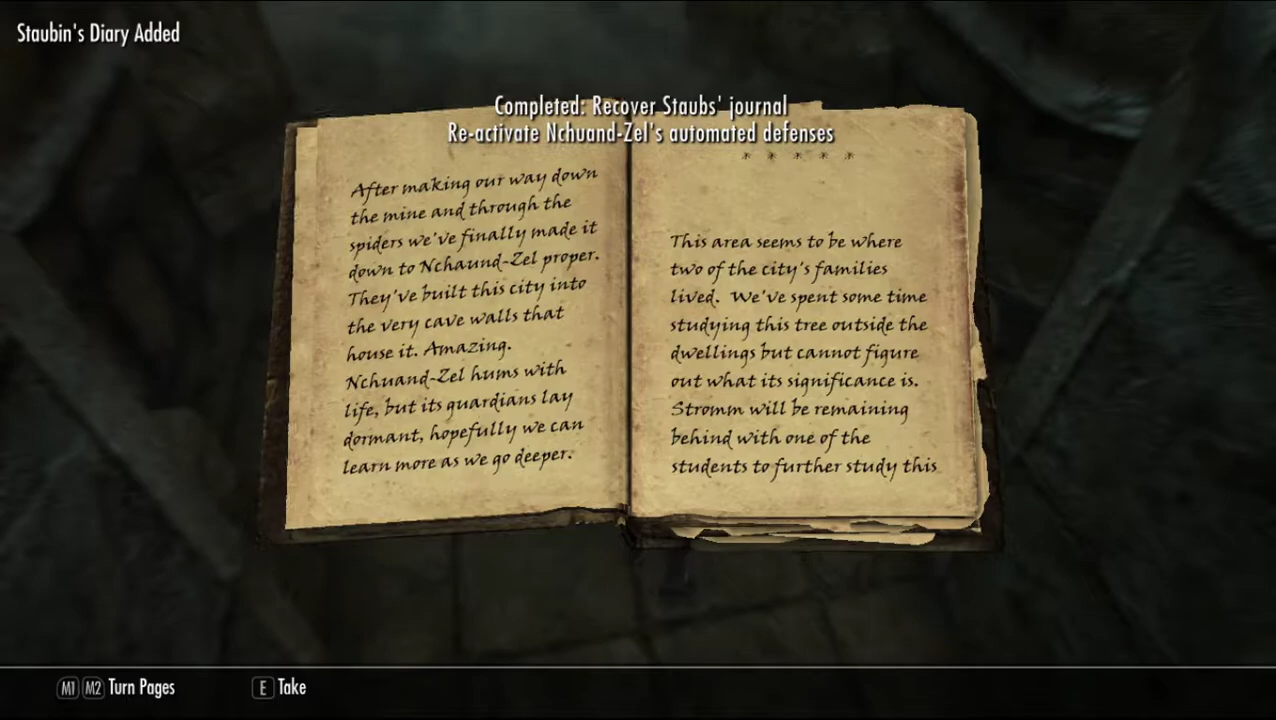 Staubin's Diary Added
Completed: Recover Staubs' journal
Re-activate Nchuand-Zel's automated defenses
After making our way down
the mine and through the
spiders we've finally made it
down to Nchaund-Zel proper.
They've built this city into
the very cave walls that
house it. Amazing.
Nchuand-Zel hums with
life, but its guardians lay
dormant, hopefully we can
learn more as we go deeper.
* * * * *
This area seems to be where
two of the city's families
lived. We've spent some time
studying this tree outside the
dwellings but cannot figure
out what its significance is.
Stromm will be remaining
behind with one of the
students to further study this
M1 M2 Turn Pages
E Take